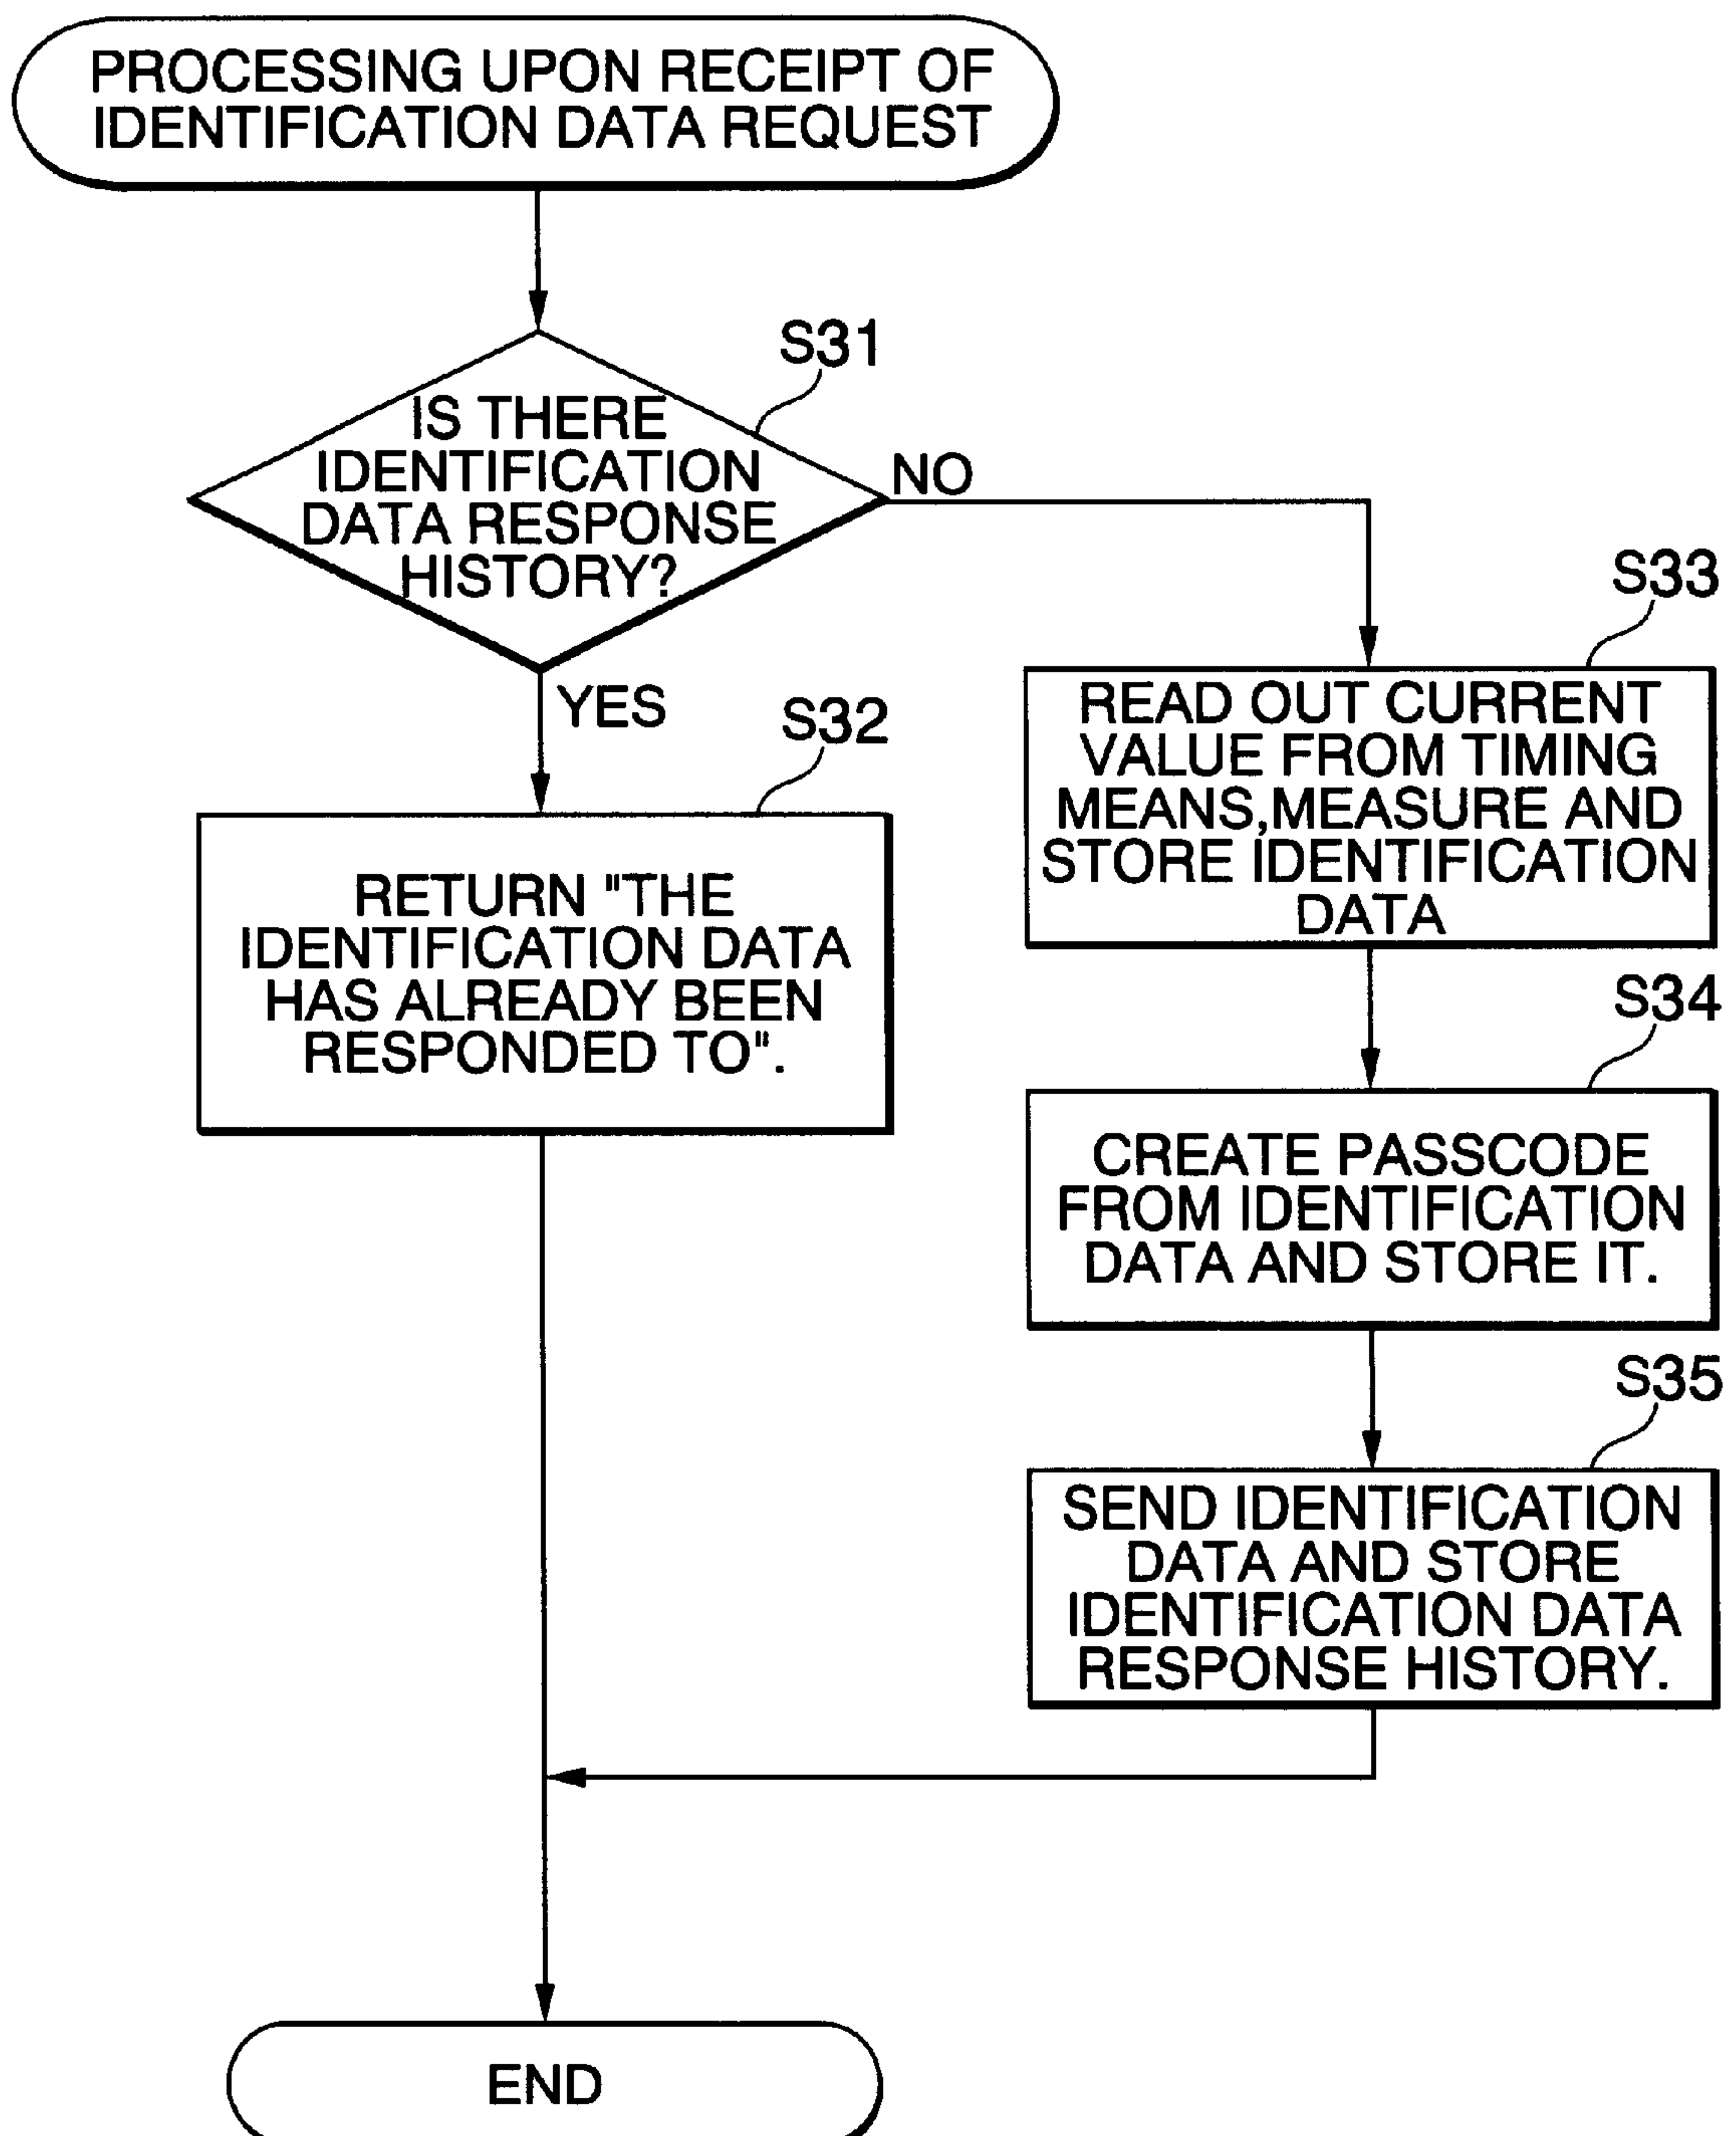 PROCESSING UPON RECEIPT OF
IDENTIFICATION DATA REQUEST
S31
IS THERE
IDENTIFICATION
DATA RESPONSE
HISTORY?
NO
YES
S32
RETURN "THE
IDENTIFICATION DATA
HAS ALREADY BEEN
RESPONDED TO".
S33
READ OUT CURRENT
VALUE FROM TIMING
MEANS,MEASURE AND
STORE IDENTIFICATION
DATA
S34
CREATE PASSCODE
FROM IDENTIFICATION
DATA AND STORE IT.
S35
SEND IDENTIFICATION
DATA AND STORE
IDENTIFICATION DATA
RESPONSE HISTORY.
END